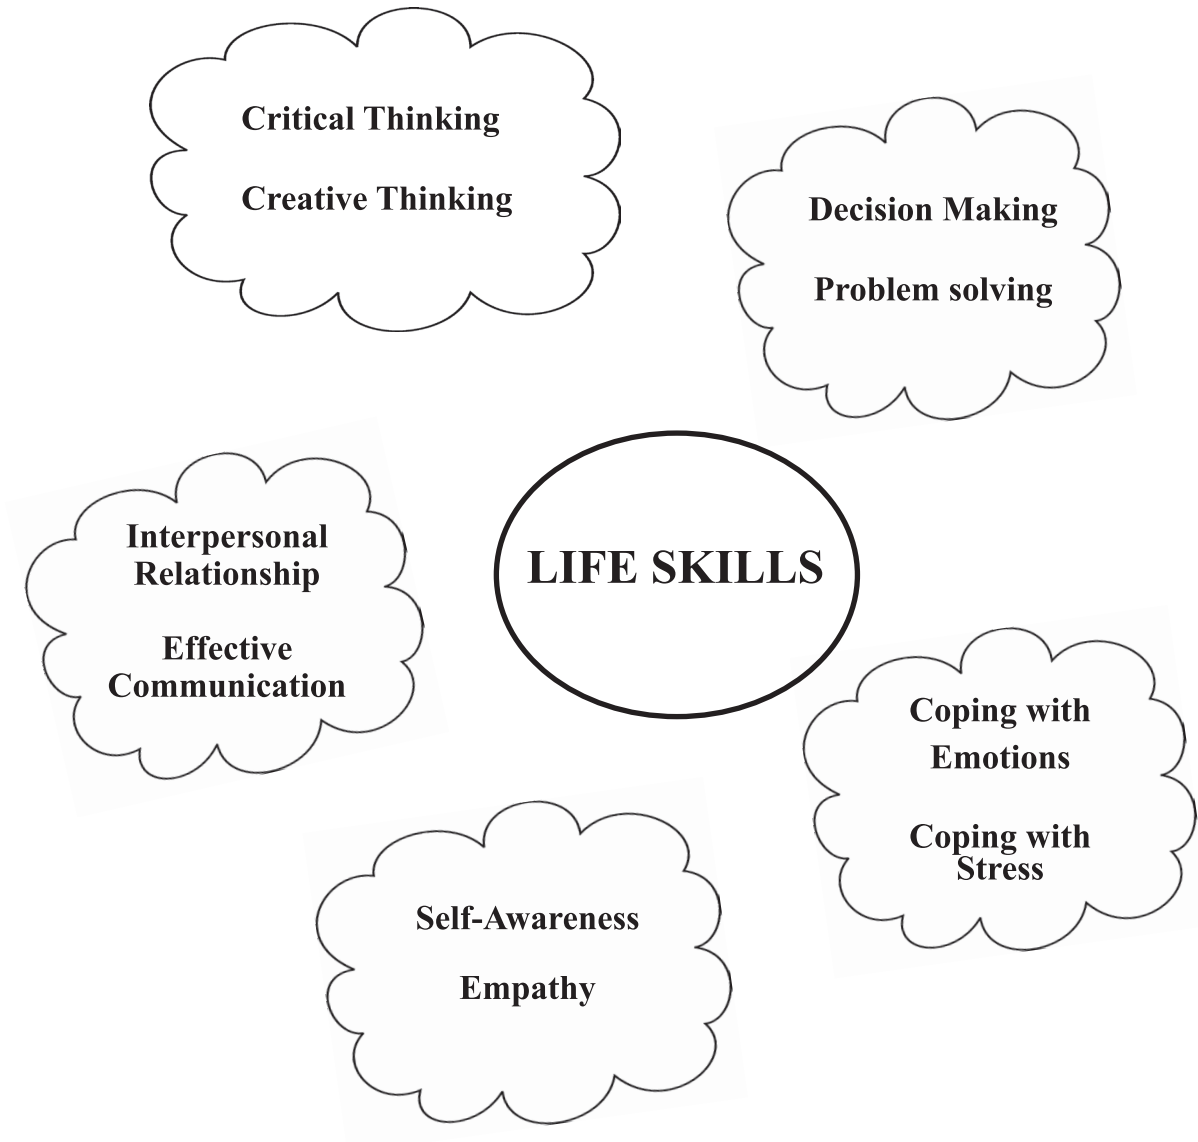 Critical Thinking
Creative Thinking
Decision Making
Problem solving
Interpersonal
Relationship
Effective
Communication
LIFE SKILLS
Coping with
Emotions
Coping with
Stress
Self-Awareness
Empathy